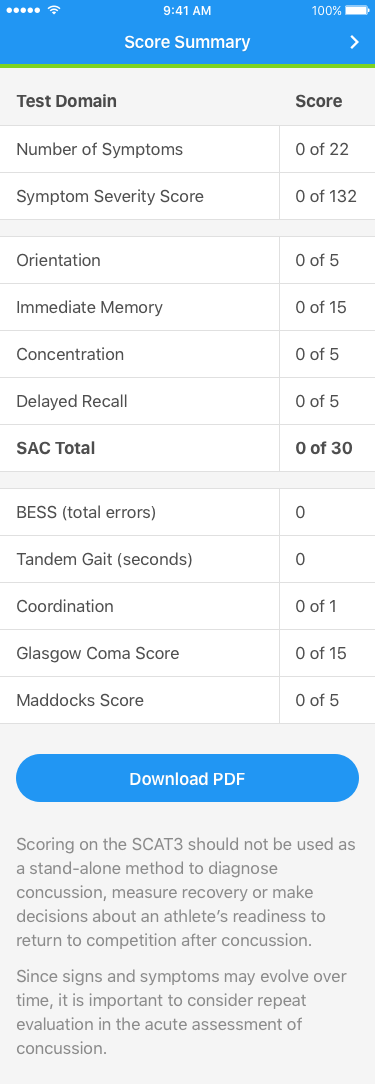 9:41 AM 100%
Score Summary
Test Domain Score
Number of Symptoms 0 of 22
Symptom Severity Score 0 of 132
Orientation 0 of 5
Immediate Memory 0 of 15
Concentration 0 of 5
Delayed Recall 0 of 5
SAC Total 0 of 30
BESS (total errors) 0
Tandem Gait (seconds) 0
Coordination 0 of 1
Glasgow Coma Score 0 of 15
Maddocks Score 0 of 5
Download PDF
Scoring on the SCAT3 should not be used as
a stand-alone method to diagnose
concussion, measure recovery or make
decisions about an athlete’s readiness to
return to competition after concussion.
Since signs and symptoms may evolve over
time, it is important to consider repeat
evaluation in the acute assessment of
concussion.